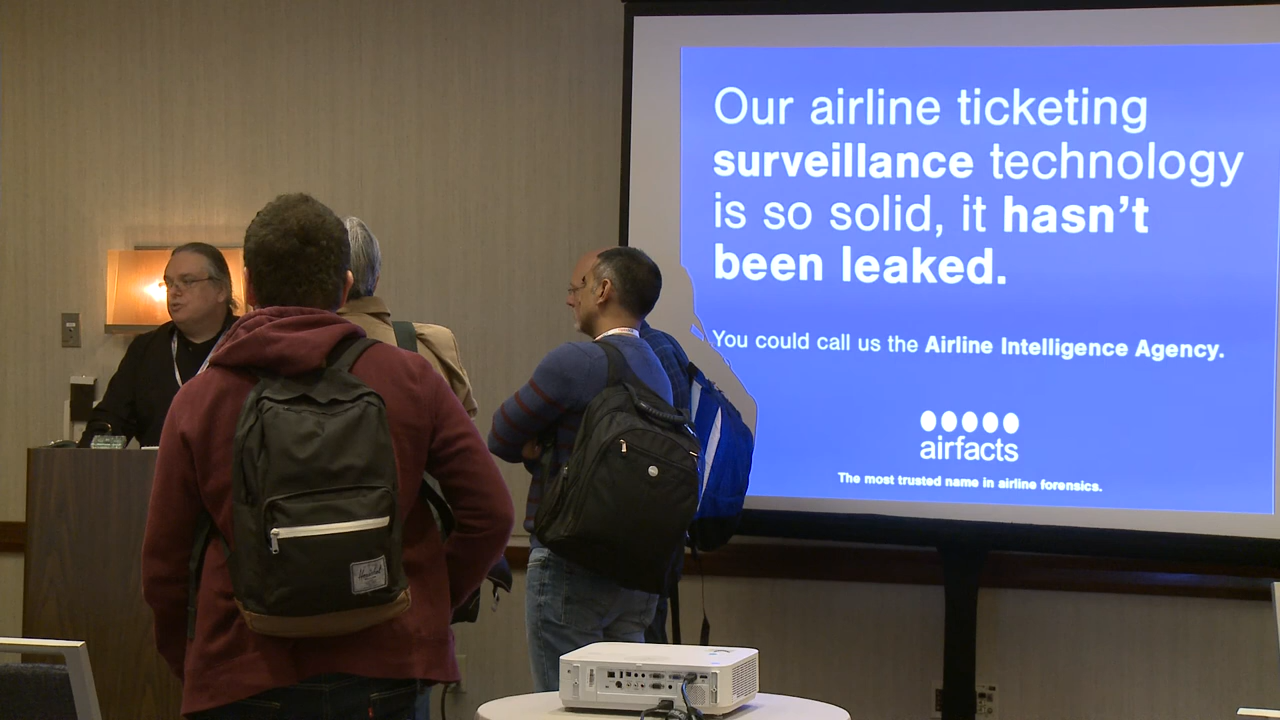 Our airline ticketing
surveillance technology
is so solid, it hasn't
been leaked.
You could call us the Airline Intelligence Agency.
airfacts
The most trusted name in airline forensics.
Herschel